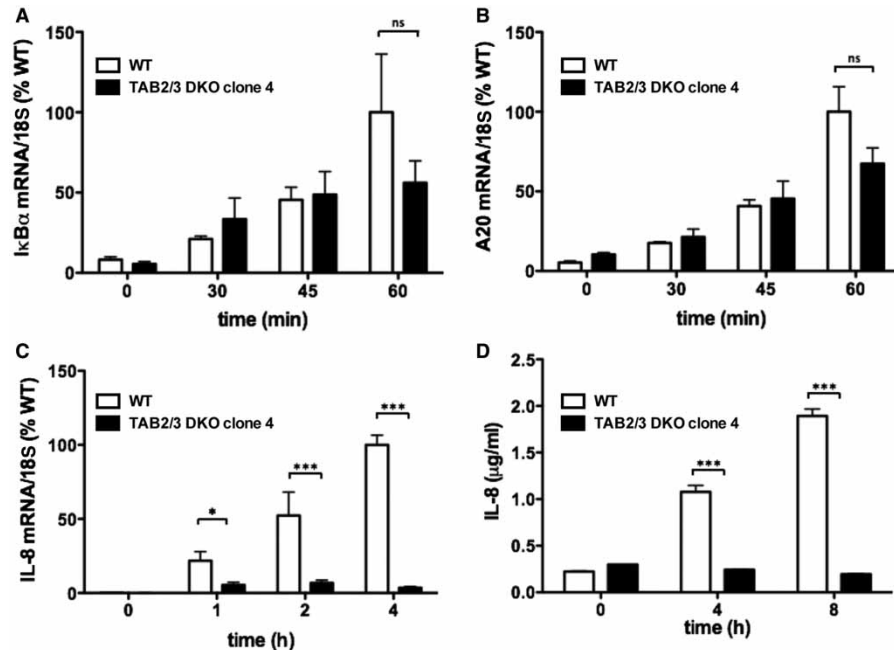 A
IκBα mRNA/18S (% WT)
150
100
50
0
WT
TAB2/3 DKO clone 4
ns
0 30 45 60
time (min)
B
A20 mRNA/18S (% WT)
150
100
50
0
WT
TAB2/3 DKO clone 4
ns
0 30 45 60
time (min)
C
IL-8 mRNA/18S (% WT)
150
100
50
0
WT
TAB2/3 DKO clone 4
*
***
***
0 1 2 4
time (h)
D
IL-8 (µg/ml)
2.5
2.0
1.5
1.0
0.5
0.0
WT
TAB2/3 DKO clone 4
***
***
0 4 8
time (h)